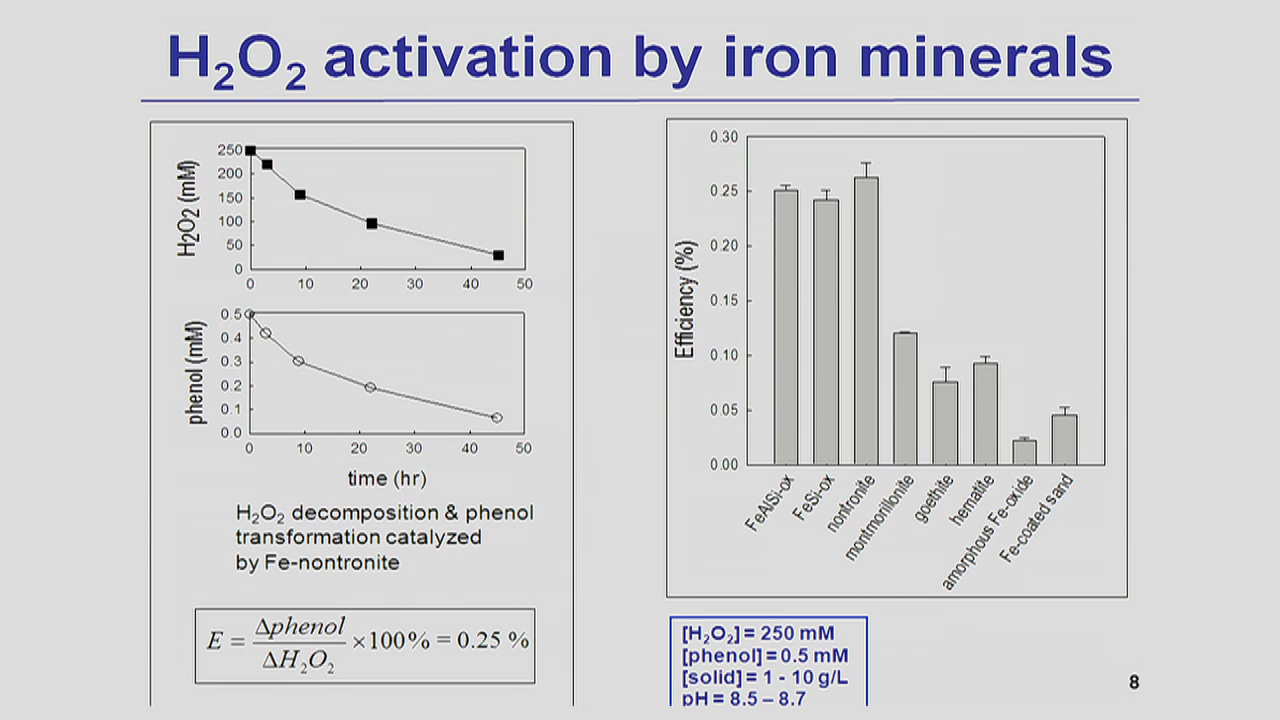 H₂O₂ activation by iron minerals
H2O2 (mM)
250
200
150
100
50
0
0 10 20 30 40 50
phenol (mM)
0.5
0.4
0.3
0.2
0.1
0.0
0 10 20 30 40 50
time (hr)
H₂O₂ decomposition & phenol
transformation catalyzed
by Fe-nontronite
E = Δphenol / ΔH₂O₂ ×100% = 0.25 %
Efficiency (%)
0.30
0.25
0.20
0.15
0.10
0.05
0.00
FeAlSi-ox
FeSi-ox
nontronite
montmorillonite
goethite
hematite
amorphous Fe-oxide
Fe-coated sand
[H₂O₂] = 250 mM
[phenol] = 0.5 mM
[solid] = 1 - 10 g/L
pH = 8.5 – 8.7
8